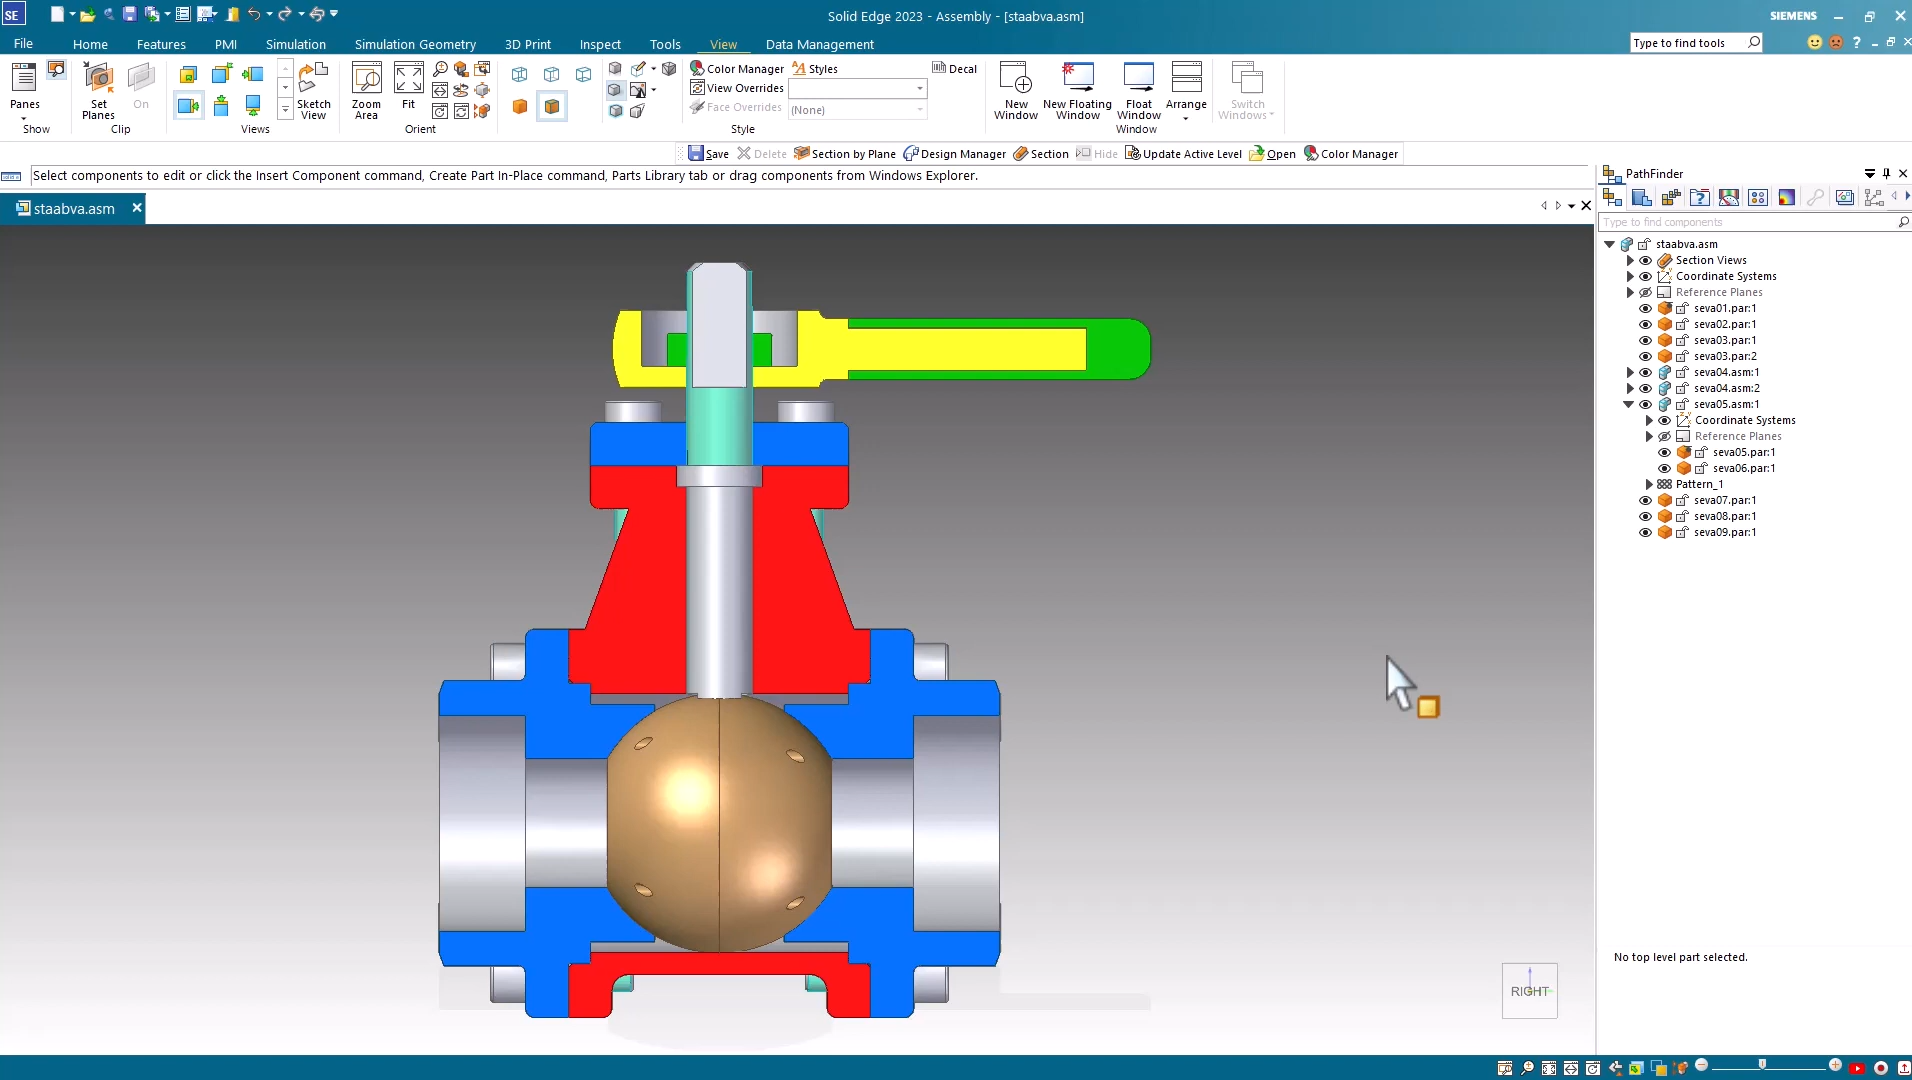 SE
Solid Edge 2023 - Assembly - [staabva.asm]
SIEMENS
File
Home
Features
PMI
Simulation
Simulation Geometry
3D Print
Inspect
Tools
View
Data Management
Type to find tools
Panes
Show
Set Planes
On
Clip
Views
Sketch View
Zoom Area
Fit
Orient
Color Manager
Styles
Decal
View Overrides
Face Overrides
(None)
Style
New Window
New Floating Window
Float Window
Arrange
Switch Windows
Window
Save
Delete
Section by Plane
Design Manager
Section
Hide
Update Active Level
Open
Color Manager
Select components to edit or click the Insert Component command, Create Part In-Place command, Parts Library tab or drag components from Windows Explorer.
staabva.asm
PathFinder
Type to find components
staabva.asm
Section Views
Coordinate Systems
Reference Planes
seva01.par:1
seva02.par:1
seva03.par:1
seva03.par:2
seva04.asm:1
seva04.asm:2
seva05.asm:1
Coordinate Systems
Reference Planes
seva05.par:1
seva06.par:1
Pattern_1
seva07.par:1
seva08.par:1
seva09.par:1
No top level part selected.
RIGHT